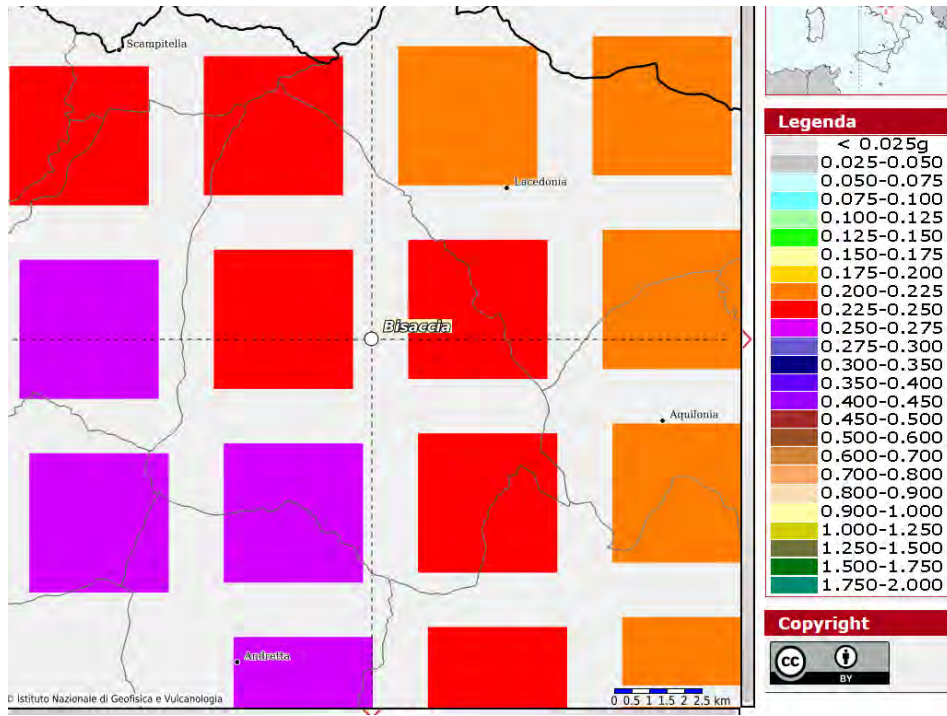 Scampitella
Lacedonia
Bisaccia
Aquilonia
Andretta
© Istituto Nazionale di Geofisica e Vulcanologia
0 0.5 1 1.5 2 2.5 km
Legenda
< 0.025g
0.025-0.050
0.050-0.075
0.075-0.100
0.100-0.125
0.125-0.150
0.150-0.175
0.175-0.200
0.200-0.225
0.225-0.250
0.250-0.275
0.275-0.300
0.300-0.350
0.350-0.400
0.400-0.450
0.450-0.500
0.500-0.600
0.600-0.700
0.700-0.800
0.800-0.900
0.900-1.000
1.000-1.250
1.250-1.500
1.500-1.750
1.750-2.000
Copyright
cc
BY